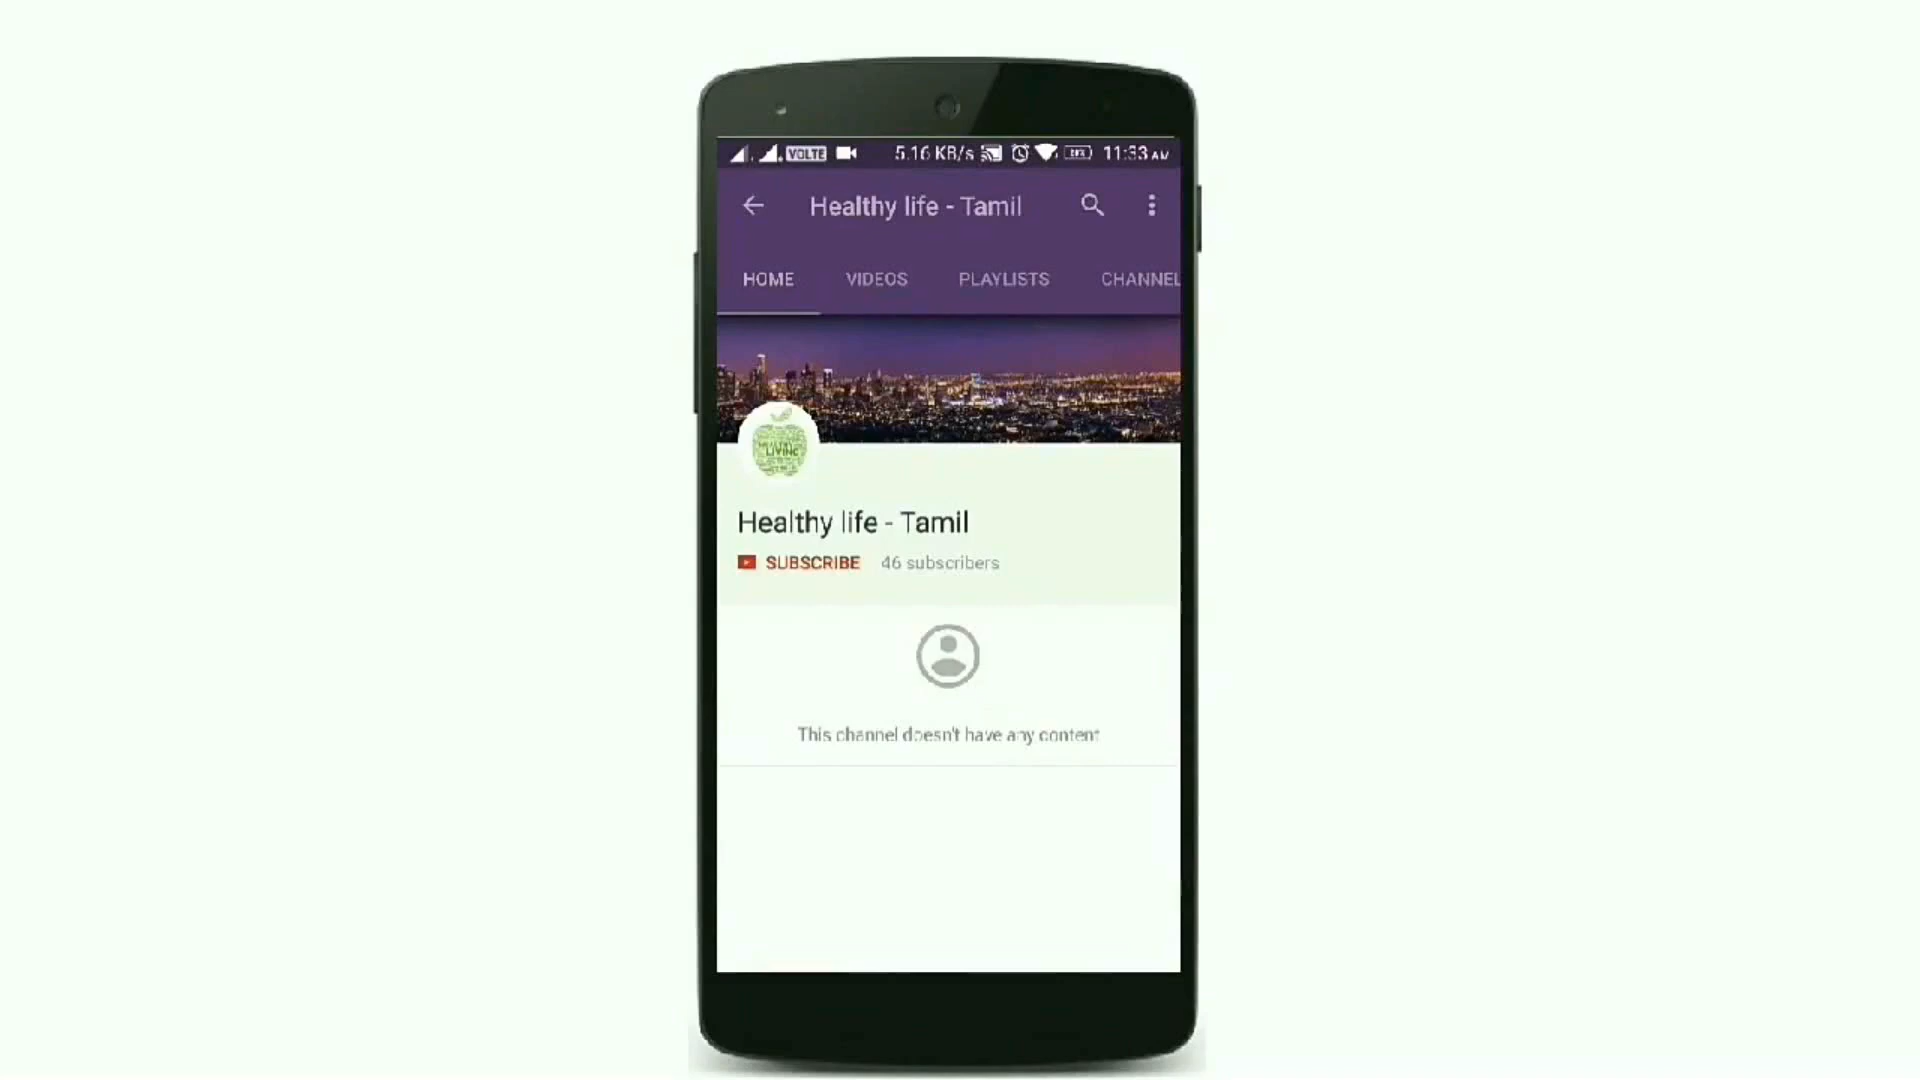 VOLTE 5.16 KB/s 11:33 AM
Healthy life - Tamil
HOME VIDEOS PLAYLISTS CHANNEL
LIVING
Healthy life - Tamil
SUBSCRIBE 46 subscribers
This channel doesn't have any content